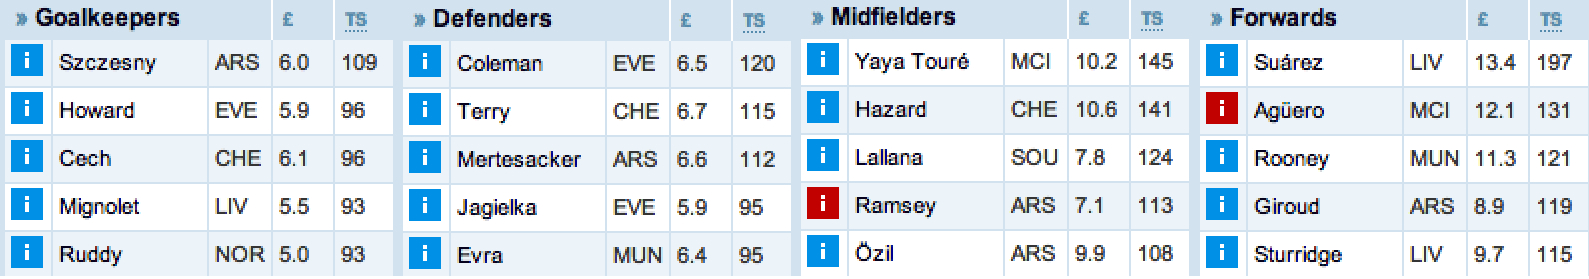 » Goalkeepers £ TS
i Szczesny ARS 6.0 109
i Howard EVE 5.9 96
i Cech CHE 6.1 96
i Mignolet LIV 5.5 93
i Ruddy NOR 5.0 93
» Defenders £ TS
i Coleman EVE 6.5 120
i Terry CHE 6.7 115
i Mertesacker ARS 6.6 112
i Jagielka EVE 5.9 95
i Evra MUN 6.4 95
» Midfielders £ TS
i Yaya Touré MCI 10.2 145
i Hazard CHE 10.6 141
i Lallana SOU 7.8 124
i Ramsey ARS 7.1 113
i Özil ARS 9.9 108
» Forwards £ TS
i Suárez LIV 13.4 197
i Agüero MCI 12.1 131
i Rooney MUN 11.3 121
i Giroud ARS 8.9 119
i Sturridge LIV 9.7 115